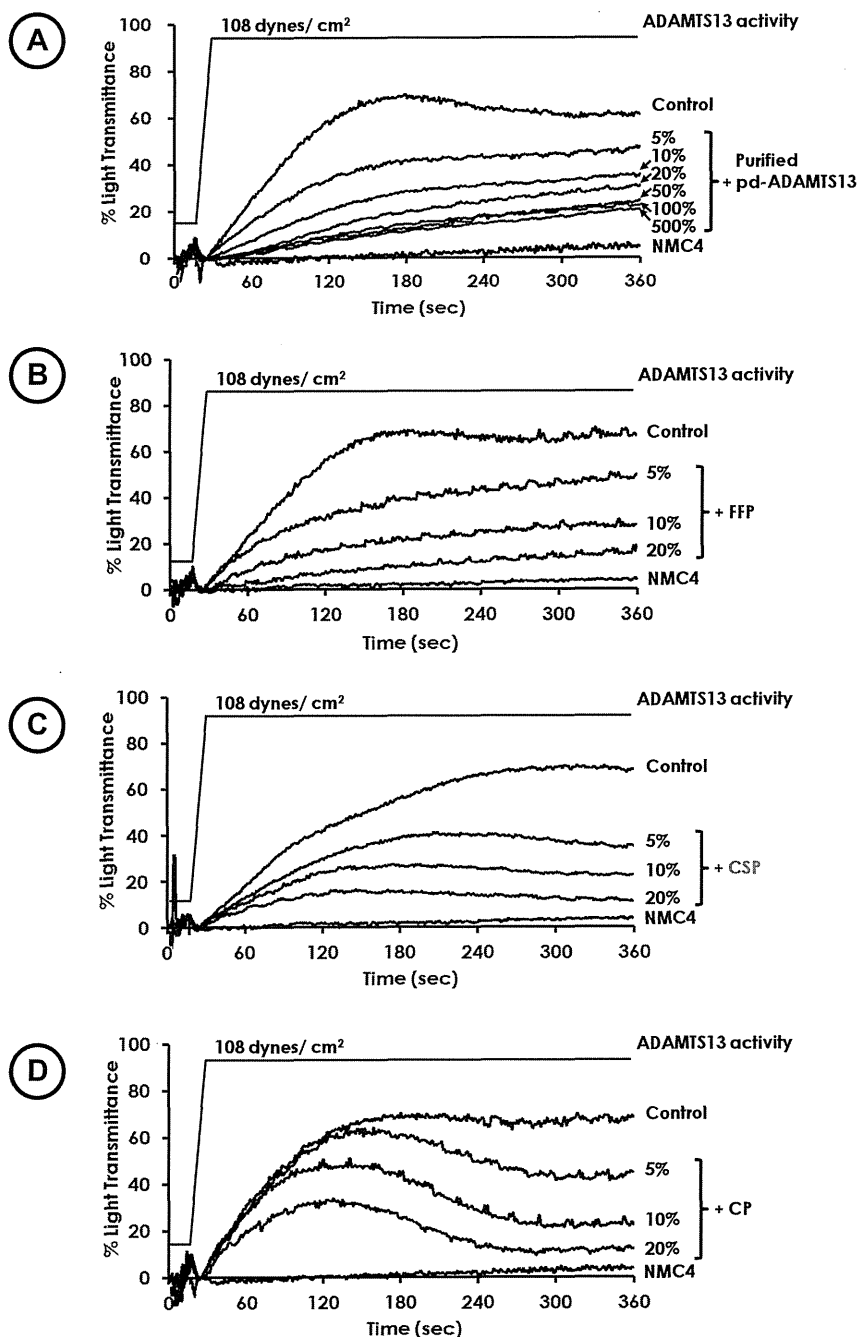 A
108 dynes/ cm²
ADAMTS13 activity
% Light Transmittance
100
80
60
40
20
0
Control
5%
10%
20%
50%
100%
500%
Purified
+ pd-ADAMTS13
NMC4
0 60 120 180 240 300 360
Time (sec)
B
108 dynes/ cm²
ADAMTS13 activity
% Light Transmittance
100
80
60
40
20
0
Control
5%
10%
20%
+ FFP
NMC4
0 60 120 180 240 300 360
Time (sec)
C
108 dynes/ cm²
ADAMTS13 activity
% Light Transmittance
100
80
60
40
20
0
Control
5%
10%
20%
+ CSP
NMC4
0 60 120 180 240 300 360
Time (sec)
D
108 dynes/ cm²
ADAMTS13 activity
% Light Transmittance
100
80
60
40
20
0
Control
5%
10%
20%
+ CP
NMC4
0 60 120 180 240 300 360
Time (sec)